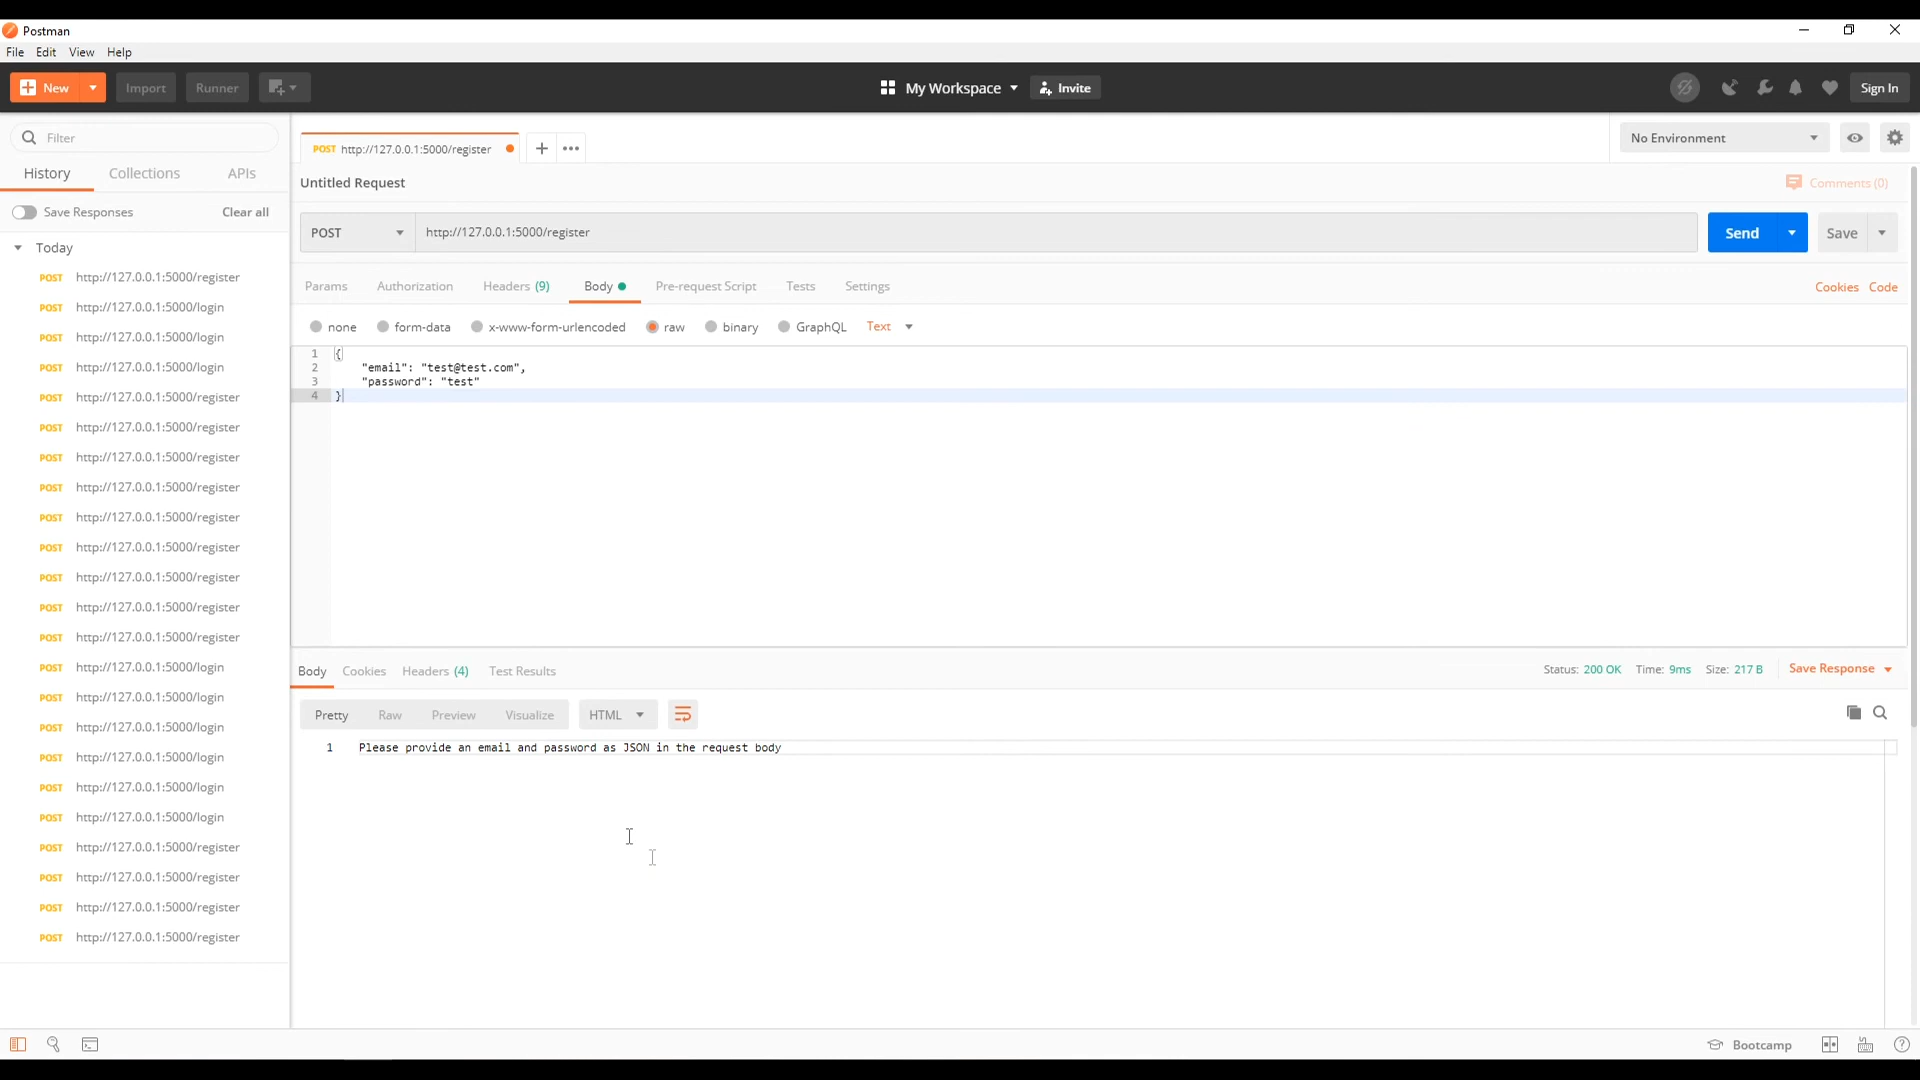 Postman
File Edit View Help
New Import Runner My Workspace Invite Sign In
Filter
History Collections APIs
Save Responses Clear all
Today
POST http://127.0.0.1:5000/register
POST http://127.0.0.1:5000/login
POST http://127.0.0.1:5000/login
POST http://127.0.0.1:5000/login
POST http://127.0.0.1:5000/register
POST http://127.0.0.1:5000/register
POST http://127.0.0.1:5000/register
POST http://127.0.0.1:5000/register
POST http://127.0.0.1:5000/register
POST http://127.0.0.1:5000/register
POST http://127.0.0.1:5000/register
POST http://127.0.0.1:5000/register
POST http://127.0.0.1:5000/register
POST http://127.0.0.1:5000/login
POST http://127.0.0.1:5000/login
POST http://127.0.0.1:5000/login
POST http://127.0.0.1:5000/login
POST http://127.0.0.1:5000/login
POST http://127.0.0.1:5000/login
POST http://127.0.0.1:5000/register
POST http://127.0.0.1:5000/register
POST http://127.0.0.1:5000/register
POST http://127.0.0.1:5000/register
POST http://127.0.0.1:5000/register
No Environment
Untitled Request Comments (0)
POST http://127.0.0.1:5000/register Send Save
Params Authorization Headers (9) Body Pre-request Script Tests Settings Cookies Code
none form-data x-www-form-urlencoded raw binary GraphQL Text
1 {
2 "email": "test@test.com",
3 "password": "test"
4 }
Body Cookies Headers (4) Test Results Status: 200 OK Time: 9ms Size: 217 B Save Response
Pretty Raw Preview Visualize HTML
1 Please provide an email and password as JSON in the request body
Bootcamp